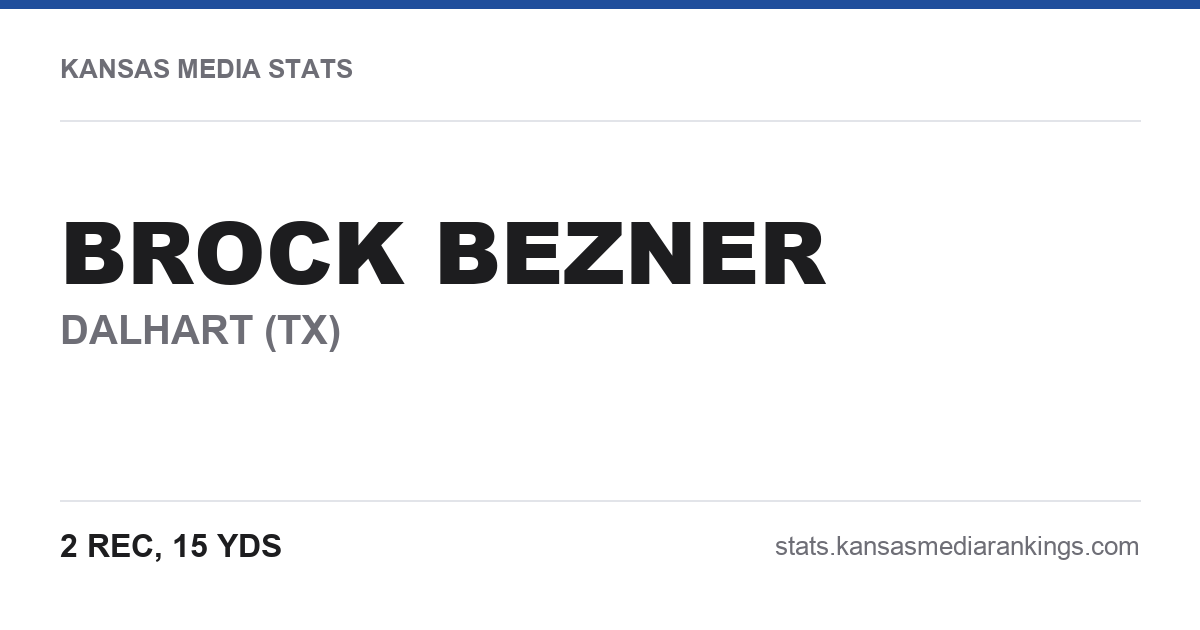 KANSAS MEDIA STATS
BROCK BEZNER
DALHART (TX)
2 REC, 15 YDS
stats.kansasmediarankings.com